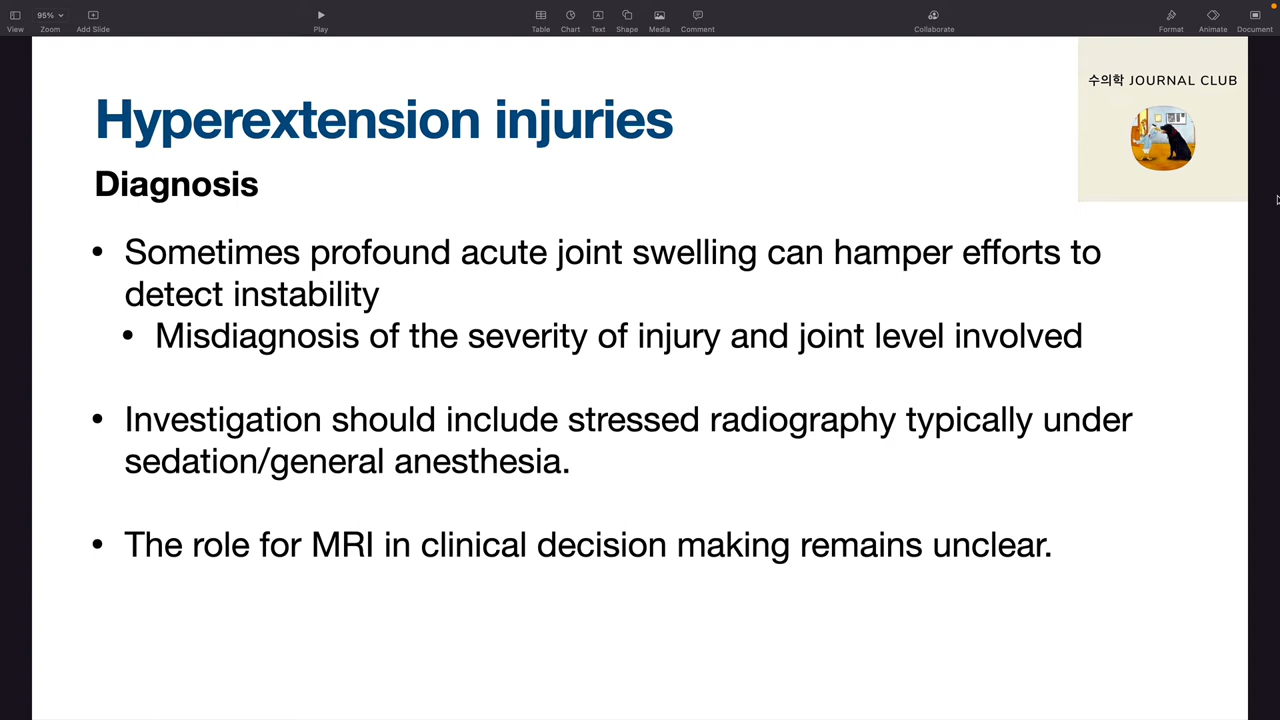 95%
View
Zoom
Add Slide
Play
Table
Chart
Text
Shape
Media
Comment
Collaborate
Format
Animate
Document
수의학 JOURNAL CLUB
Hyperextension injuries
Diagnosis
• Sometimes profound acute joint swelling can hamper efforts to
detect instability
• Misdiagnosis of the severity of injury and joint level involved
• Investigation should include stressed radiography typically under
sedation/general anesthesia.
• The role for MRI in clinical decision making remains unclear.